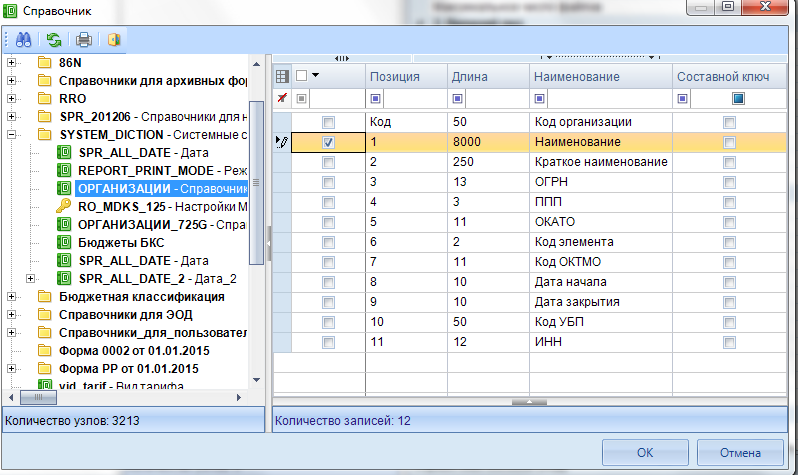 Справочник
86N
Справочники для архивных фор
RRO
SPR_201206 - Справочники для н
SYSTEM_DICTION - Системные с
SPR_ALL_DATE - Дата
REPORT_PRINT_MODE - Реж
ОРГАНИЗАЦИИ - Справочник
RO_MDKS_125 - Настройки М
ОРГАНИЗАЦИИ_725G - Спра
Бюджеты БКС
SPR_ALL_DATE - Дата
SPR_ALL_DATE_2 - Дата_2
Бюджетная классификация
Справочники для ЭОД
Справочники_для_пользовател
Форма 0002 от 01.01.2015
Форма РР от 01.01.2015
vid_tarif - Вид тарифа
Количество узлов: 3213
Позиция Длина Наименование Составной ключ
Код 50 Код организации
1 8000 Наименование
2 250 Краткое наименование
3 13 ОГРН
4 3 ППП
5 11 ОКАТО
6 2 Код элемента
7 11 Код ОКТМО
8 10 Дата начала
9 10 Дата закрытия
10 50 Код УБП
11 12 ИНН
Количество записей: 12
ОК Отмена